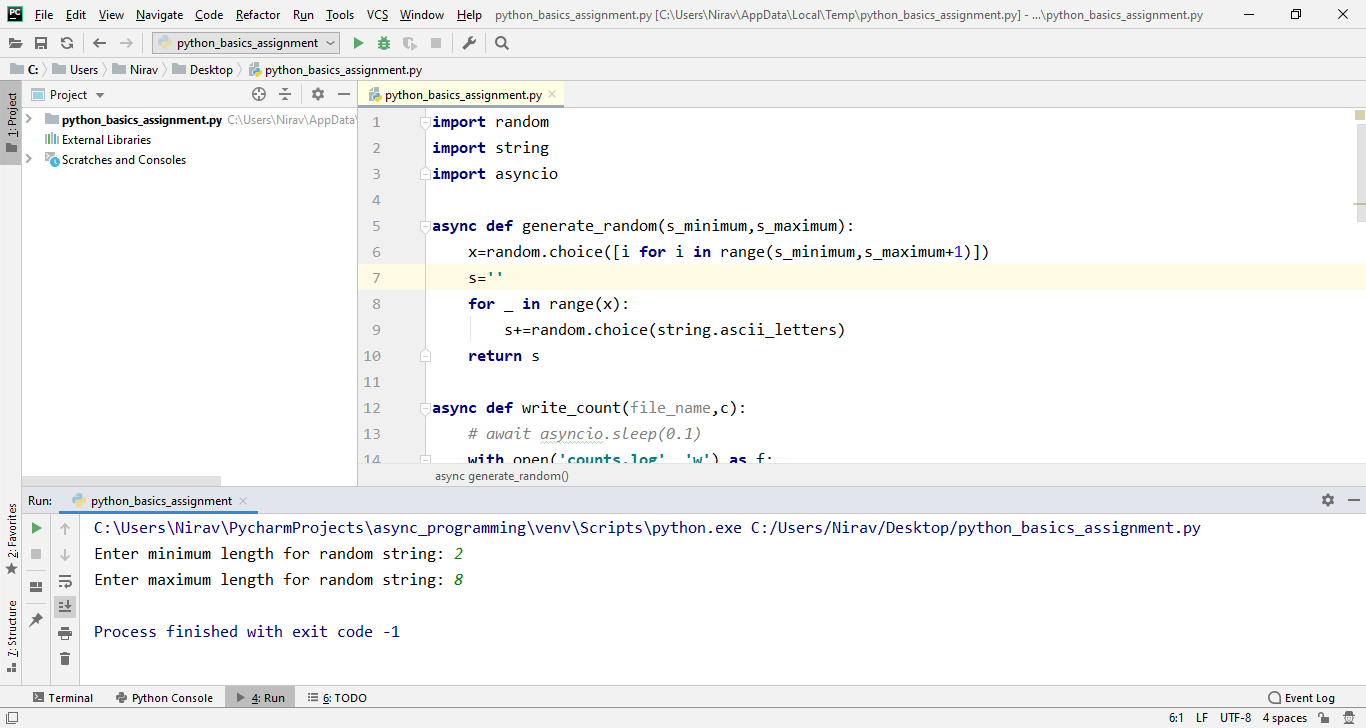 File Edit View Navigate Code Refactor Run Tools VCS Window Help python_basics_assignment.py [C:\Users\Nirav\AppData\Local\Temp\python_basics_assignment.py] - ...\python_basics_assignment.py
python_basics_assignment
C: Users Nirav Desktop python_basics_assignment.py
1: Project
Project
python_basics_assignment.py C:\Users\Nirav\AppData\
External Libraries
Scratches and Consoles
python_basics_assignment.py
1 import random
2 import string
3 import asyncio
4
5 async def generate_random(s_minimum,s_maximum):
6 x=random.choice([i for i in range(s_minimum,s_maximum+1)])
7 s=''
8 for _ in range(x):
9 s+=random.choice(string.ascii_letters)
10 return s
11
12 async def write_count(file_name,c):
13 # await asyncio.sleep(0.1)
14 with open('counts.log', 'w') as f:
async generate_random()
Run: python_basics_assignment
2: Favorites
7: Structure
C:\Users\Nirav\PycharmProjects\async_programming\venv\Scripts\python.exe C:/Users/Nirav/Desktop/python_basics_assignment.py
Enter minimum length for random string: 2
Enter maximum length for random string: 8
Process finished with exit code -1
Terminal Python Console 4: Run 6: TODO Event Log
6:1 LF UTF-8 4 spaces